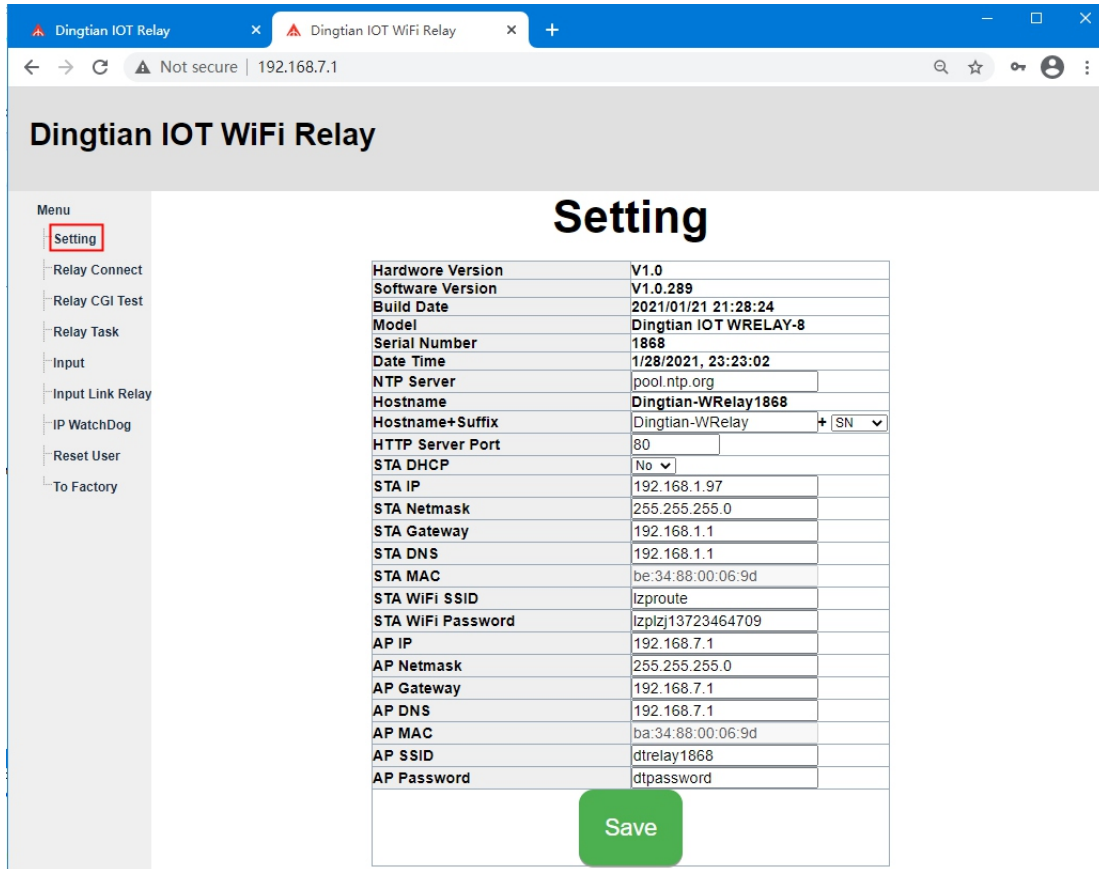 Dingtian IOT Relay
Dingtian IOT WiFi Relay
Not secure | 192.168.7.1
Dingtian IOT WiFi Relay
Menu
Setting
Relay Connect
Relay CGI Test
Relay Task
Input
Input Link Relay
IP WatchDog
Reset User
To Factory
Setting
Hardwore Version V1.0
Software Version V1.0.289
Build Date 2021/01/21 21:28:24
Model Dingtian IOT WRELAY-8
Serial Number 1868
Date Time 1/28/2021, 23:23:02
NTP Server pool.ntp.org
Hostname Dingtian-WRelay1868
Hostname+Suffix Dingtian-WRelay + SN
HTTP Server Port 80
STA DHCP No
STA IP 192.168.1.97
STA Netmask 255.255.255.0
STA Gateway 192.168.1.1
STA DNS 192.168.1.1
STA MAC be:34:88:00:06:9d
STA WiFi SSID lzproute
STA WiFi Password lzplzj13723464709
AP IP 192.168.7.1
AP Netmask 255.255.255.0
AP Gateway 192.168.7.1
AP DNS 192.168.7.1
AP MAC ba:34:88:00:06:9d
AP SSID dtrelay1868
AP Password dtpassword
Save